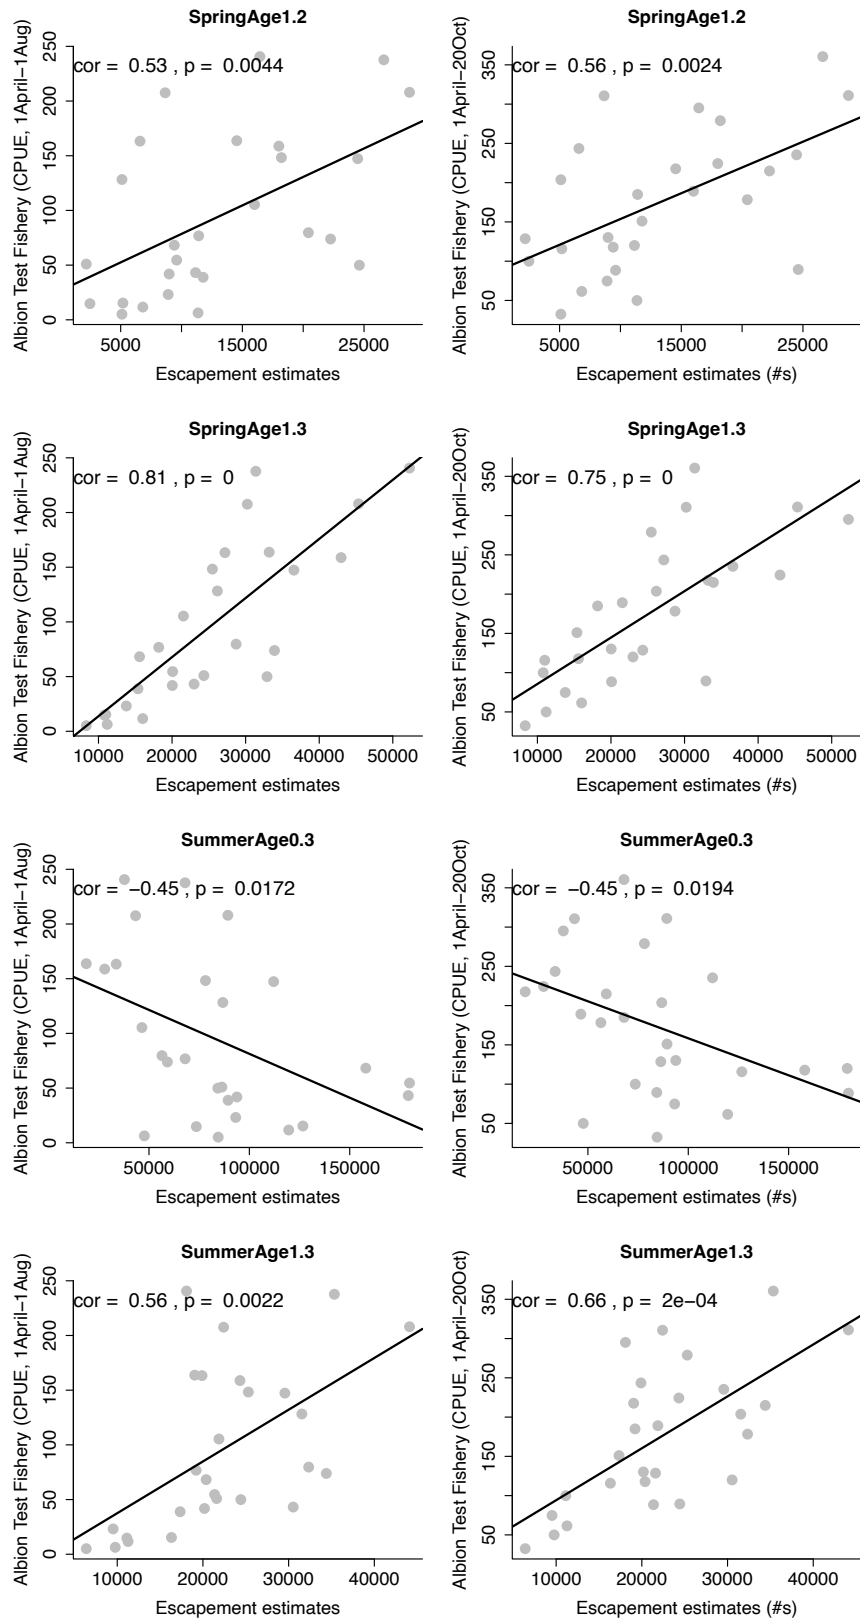 SpringAge1.2
cor = 0.53 , p = 0.0044
Albion Test Fishery (CPUE, 1April−1Aug)
0 50 100 150 200 250
5000 15000 25000
Escapement estimates
SpringAge1.2
cor = 0.56 , p = 0.0024
Albion Test Fishery (CPUE, 1April−20Oct)
50 150 250 350
5000 15000 25000
Escapement estimates (#s)
SpringAge1.3
cor = 0.81 , p = 0
Albion Test Fishery (CPUE, 1April−1Aug)
0 50 100 150 200 250
10000 20000 30000 40000 50000
Escapement estimates
SpringAge1.3
cor = 0.75 , p = 0
Albion Test Fishery (CPUE, 1April−20Oct)
50 150 250 350
10000 20000 30000 40000 50000
Escapement estimates (#s)
SummerAge0.3
cor = −0.45 , p = 0.0172
Albion Test Fishery (CPUE, 1April−1Aug)
0 50 100 150 200 250
50000 100000 150000
Escapement estimates
SummerAge0.3
cor = −0.45 , p = 0.0194
Albion Test Fishery (CPUE, 1April−20Oct)
50 150 250 350
50000 100000 150000
Escapement estimates (#s)
SummerAge1.3
cor = 0.56 , p = 0.0022
Albion Test Fishery (CPUE, 1April−1Aug)
0 50 100 150 200 250
10000 20000 30000 40000
Escapement estimates
SummerAge1.3
cor = 0.66 , p = 2e−04
Albion Test Fishery (CPUE, 1April−20Oct)
50 150 250 350
10000 20000 30000 40000
Escapement estimates (#s)